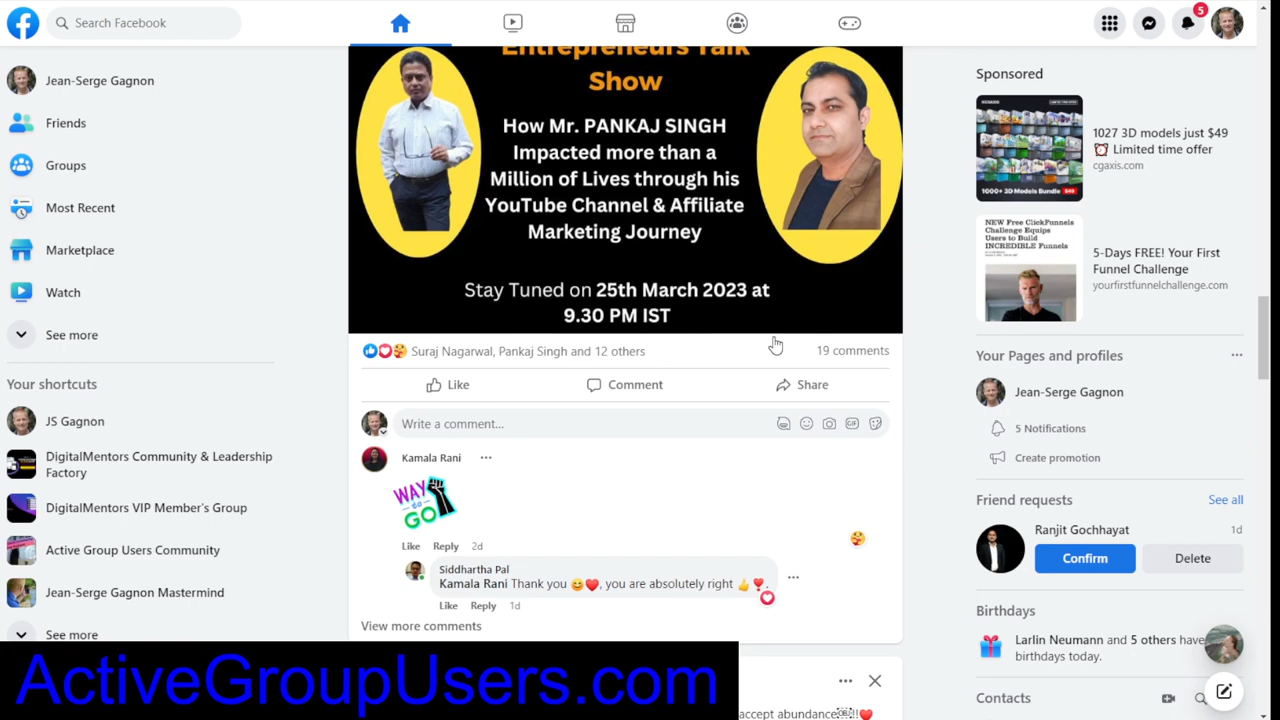 Search Facebook
5
Jean-Serge Gagnon
Friends
Groups
Most Recent
Marketplace
Watch
See more
Your shortcuts
JS Gagnon
DigitalMentors Community & Leadership
Factory
DigitalMentors VIP Member's Group
Active Group Users Community
Jean-Serge Gagnon Mastermind
See more
Entrepreneurs Talk
Show
How Mr. PANKAJ SINGH
Impacted more than a
Million of Lives through his
YouTube Channel & Affiliate
Marketing Journey
Stay Tuned on 25th March 2023 at
9.30 PM IST
Suraj Nagarwal, Pankaj Singh and 12 others
19 comments
Like
Comment
Share
Write a comment...
GIF
Kamala Rani
WAY
to
GO
Like Reply 2d
Siddhartha Pal
Kamala Rani Thank you 😊❤️, you are absolutely right 👍❣️.
Like Reply 1d
View more comments
accept abundance
!!❤️
Sponsored
1000+ 3D Models Bundle $49
1027 3D models just $49
⏰ Limited time offer
cgaxis.com
NEW Free ClickFunnels
Challenge Equips
Users to Build
INCREDIBLE Funnels
5-Days FREE! Your First
Funnel Challenge
yourfirstfunnelchallenge.com
Your Pages and profiles
Jean-Serge Gagnon
5 Notifications
Create promotion
Friend requests
See all
Ranjit Gochhayat
1d
Confirm
Delete
Birthdays
Larlin Neumann and 5 others have
birthdays today.
Contacts
ActiveGroupUsers.com